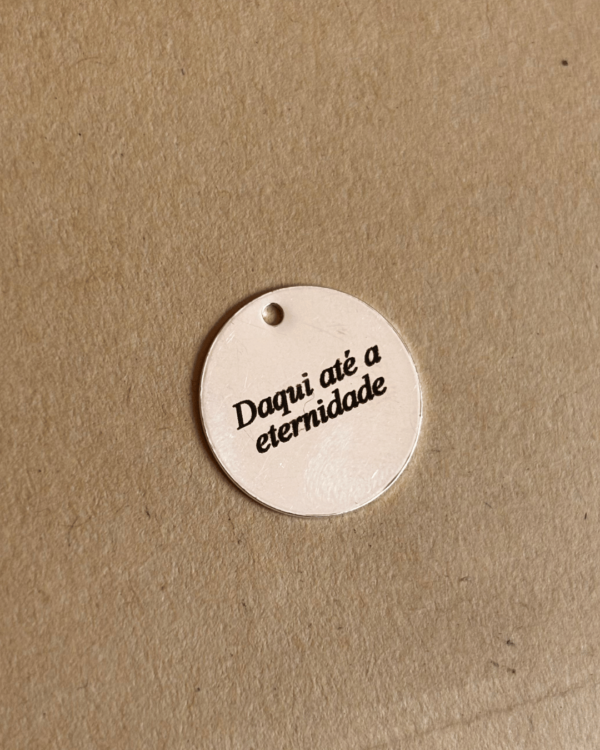 Daqui até a
eternidade